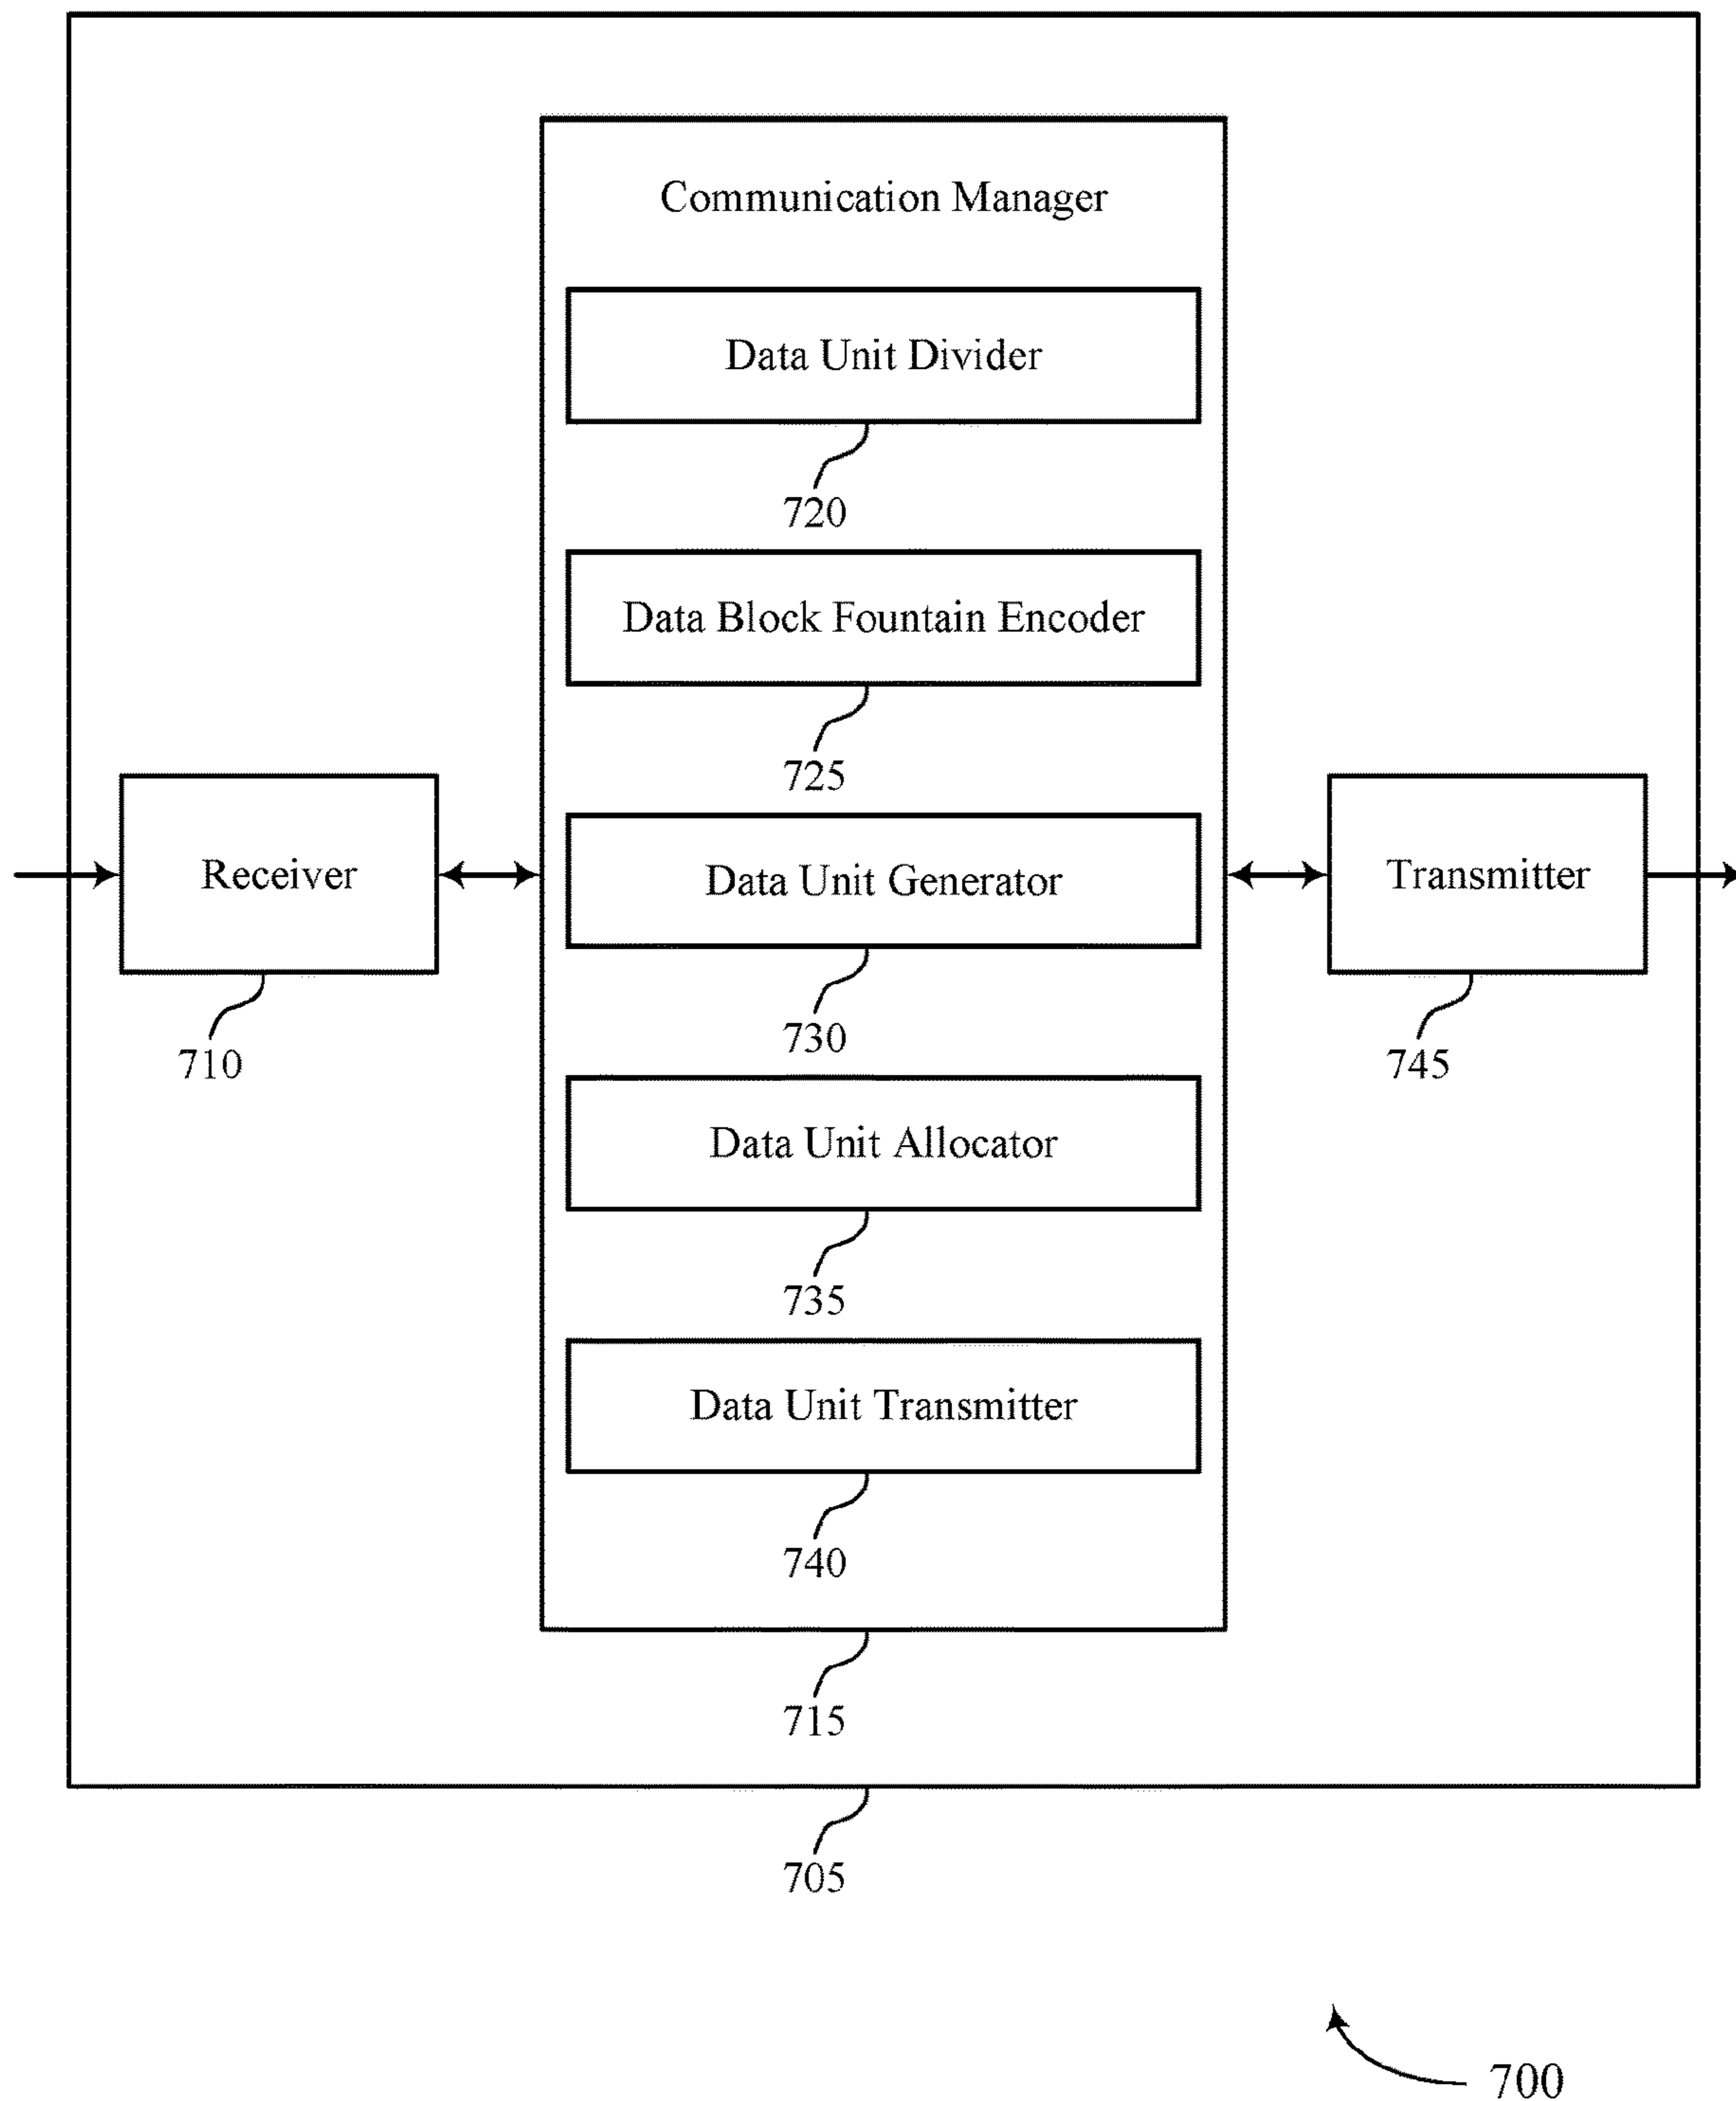 Communication Manager
Data Unit Divider
720
Data Block Fountain Encoder
725
Receiver
710
Data Unit Generator
730
Transmitter
745
Data Unit Allocator
735
Data Unit Transmitter
740
715
705
700